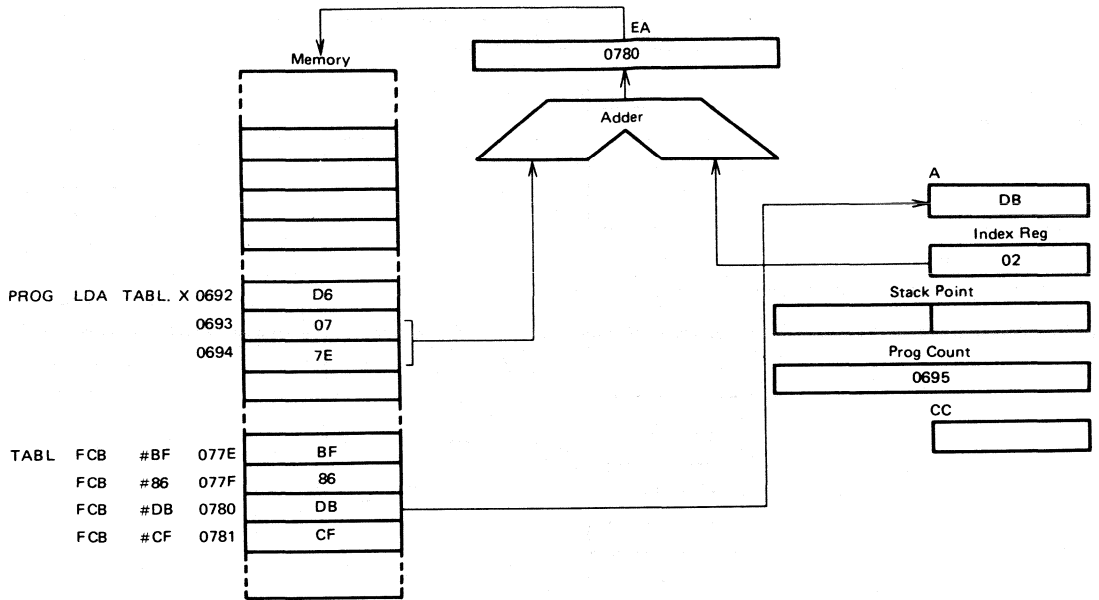 EA
0780
Memory
Adder
A
DB
Index Reg
02
Stack Point
PROG LDA TABL. X 0692 D6
0693 07
0694 7E
Prog Count
0695
CC
TABL FCB #BF 077E BF
FCB #86 077F 86
FCB #DB 0780 DB
FCB #CF 0781 CF